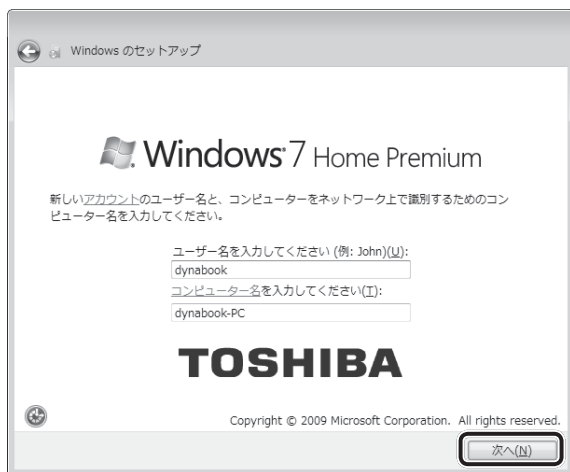 Windows のセットアップ
Windows 7 Home Premium
新しいアカウントのユーザー名と、コンピューターをネットワーク上で識別するためのコン
ピューター名を入力してください。
ユーザー名を入力してください (例: John)(U):
dynabook
コンピューター名を入力してください(T):
dynabook-PC
TOSHIBA
Copyright © 2009 Microsoft Corporation. All rights reserved.
次へ(N)